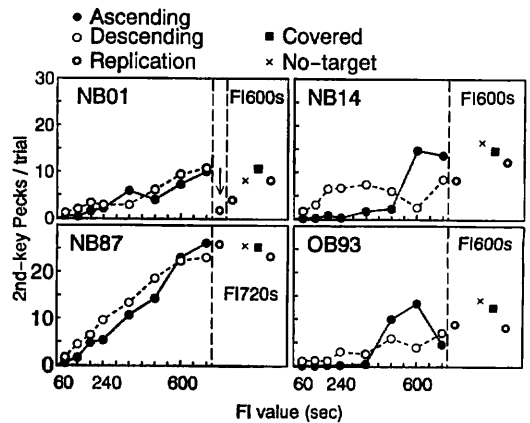 ● Ascending
○ Descending ■ Covered
○ Replication × No-target
30 NB01 FI600s NB14 FI600s
20
10
0
NB87 OB93 FI600s
20 FI720s
10
0
60 240 600 60 240 600
FI value (sec)
2nd-key Pecks / trial